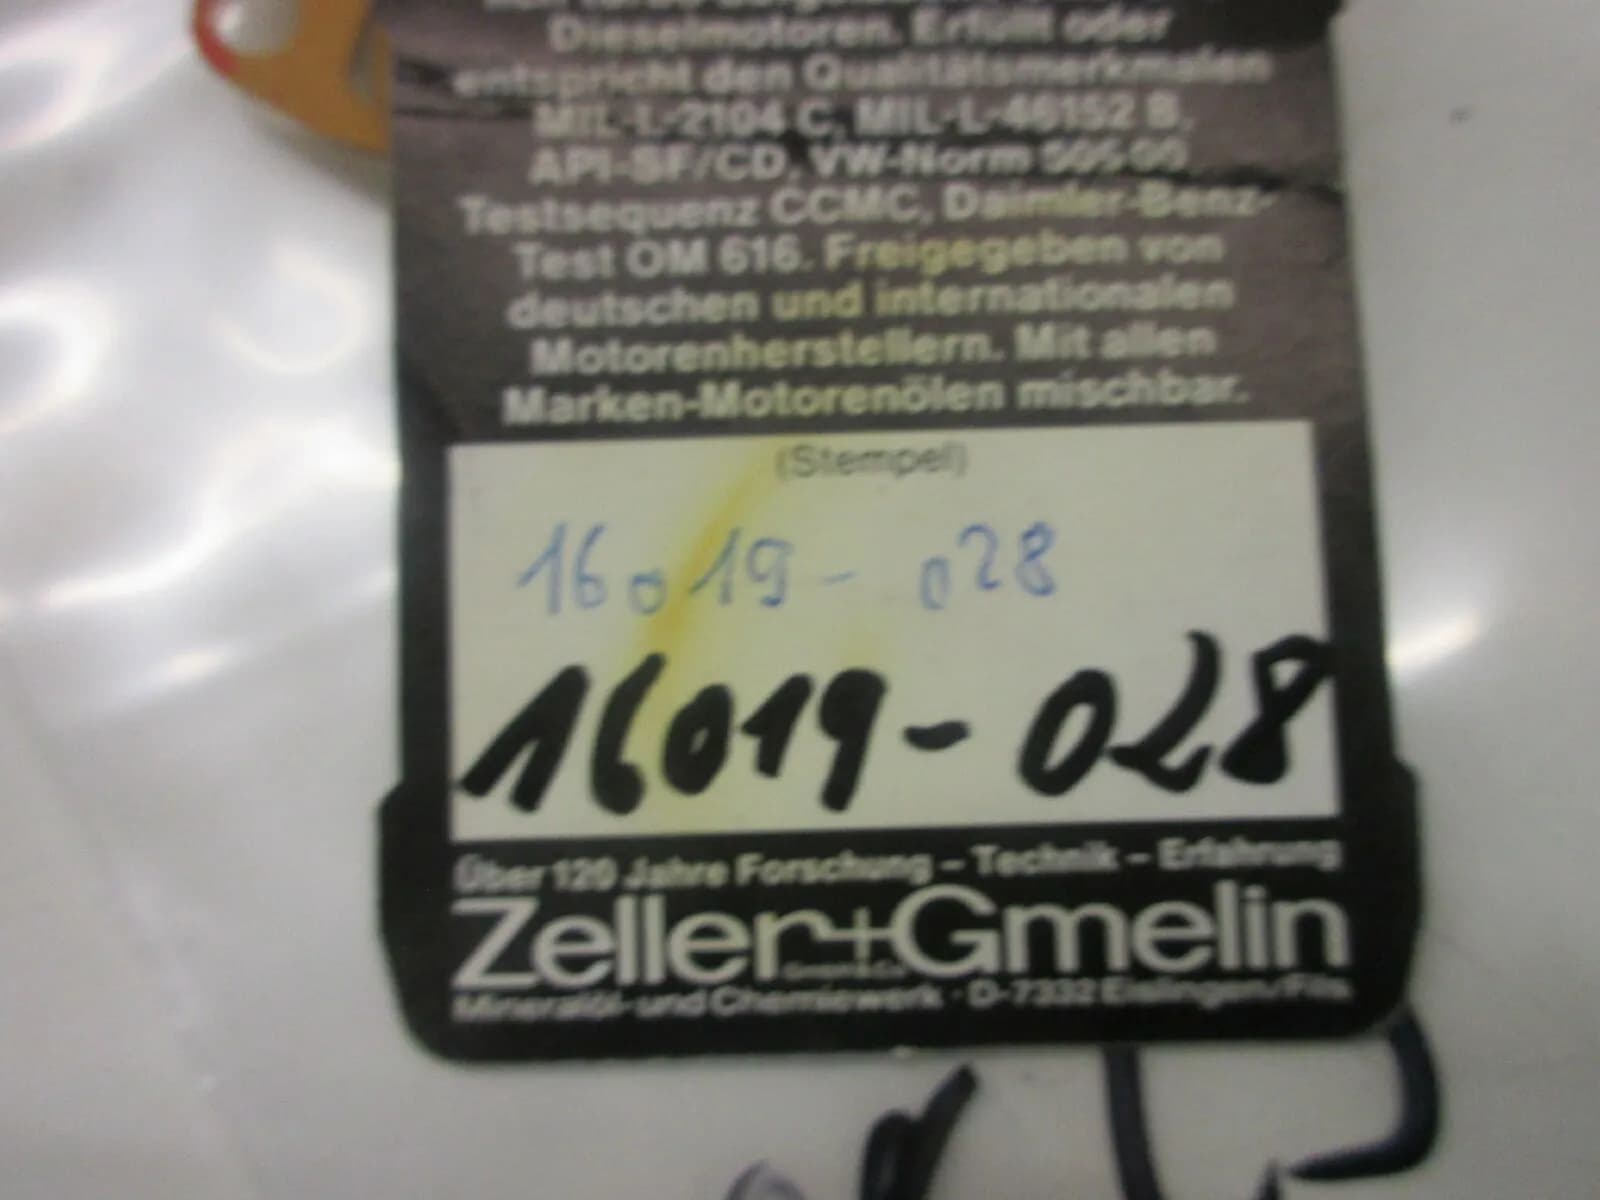 Dieselmotoren. Erfüllt oder
entspricht den Qualitätsmerkmalen
MIL-L-2104 C, MIL-L-46152 B,
API-SF/CD, VW-Norm 505 00
Testsequenz CCMC, Daimler-Benz-
Test OM 616. Freigegeben von
deutschen und internationalen
Motorenherstellern. Mit allen
Marken-Motorenölen mischbar.
(Stempel)
16019-028
16019-028
Über 120 Jahre Forschung – Technik – Erfahrung
Zeller+Gmelin
GmbH & Co
Mineralöl- und Chemiewerk · D-7332 Eislingen/Fils